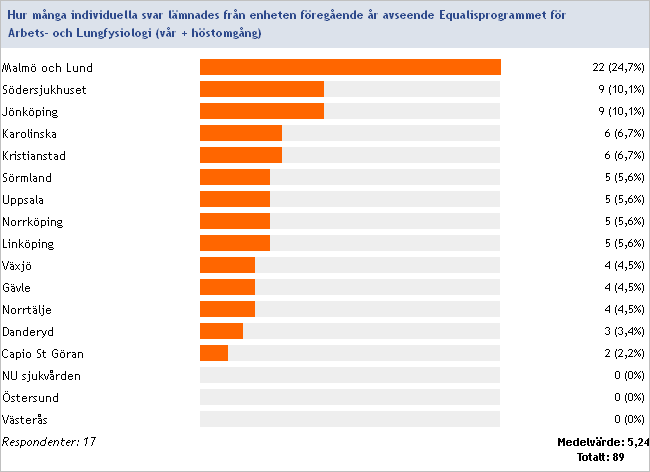 Hur många individuella svar lämnades från enheten föregående år avseende Equalisprogrammet för
Arbets- och Lungfysiologi (vår + höstomgång)
Malmö och Lund 22 (24,7%)
Södersjukhuset 9 (10,1%)
Jönköping 9 (10,1%)
Karolinska 6 (6,7%)
Kristianstad 6 (6,7%)
Sörmland 5 (5,6%)
Uppsala 5 (5,6%)
Norrköping 5 (5,6%)
Linköping 5 (5,6%)
Växjö 4 (4,5%)
Gävle 4 (4,5%)
Norrtälje 4 (4,5%)
Danderyd 3 (3,4%)
Capio St Göran 2 (2,2%)
NU sjukvården 0 (0%)
Östersund 0 (0%)
Västerås 0 (0%)
Respondenter: 17 Medelvärde: 5,24
Totalt: 89